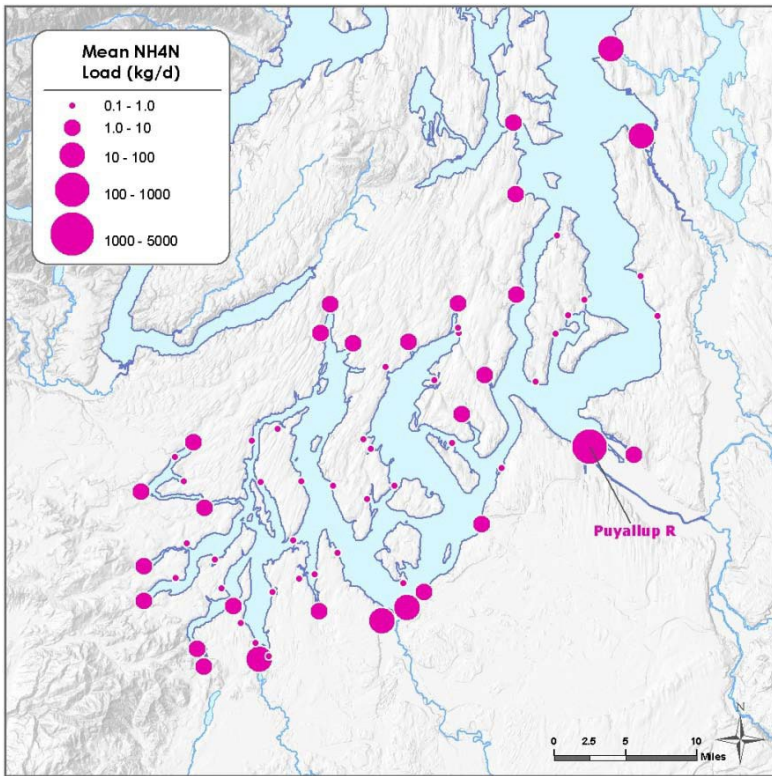 Mean NH4N
Load (kg/d)
0.1 - 1.0
1.0 - 10
10 - 100
100 - 1000
1000 - 5000
Puyallup R
N
0 2.5 5 10
Miles